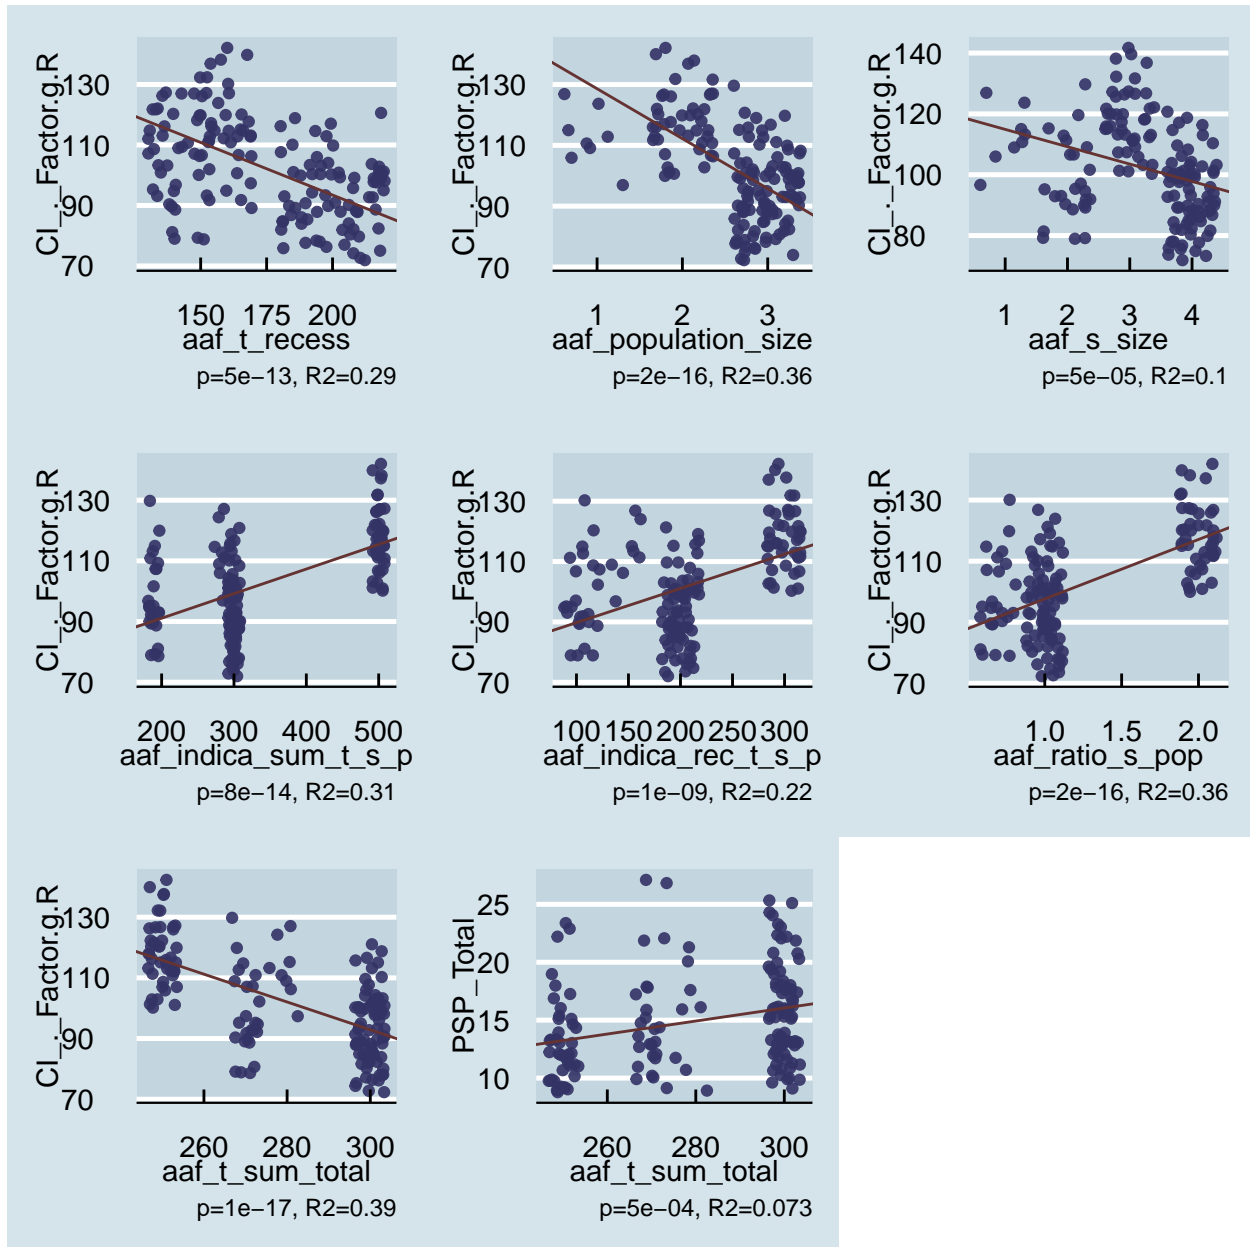 CI_._Factor.g.R
130
110
90
70
150 175 200
aaf_t_recess
p=5e−13, R2=0.29
CI_._Factor.g.R
130
110
90
70
1 2 3
aaf_population_size
p=2e−16, R2=0.36
CI_._Factor.g.R
140
120
100
80
1 2 3 4
aaf_s_size
p=5e−05, R2=0.1
CI_._Factor.g.R
130
110
90
70
200 300 400 500
aaf_indica_sum_t_s_p
p=8e−14, R2=0.31
CI_._Factor.g.R
130
110
90
70
100 150 200 250 300
aaf_indica_rec_t_s_p
p=1e−09, R2=0.22
CI_._Factor.g.R
130
110
90
70
1.0 1.5 2.0
aaf_ratio_s_pop
p=2e−16, R2=0.36
CI_._Factor.g.R
130
110
90
70
260 280 300
aaf_t_sum_total
p=1e−17, R2=0.39
PSP_Total
25
20
15
10
260 280 300
aaf_t_sum_total
p=5e−04, R2=0.073